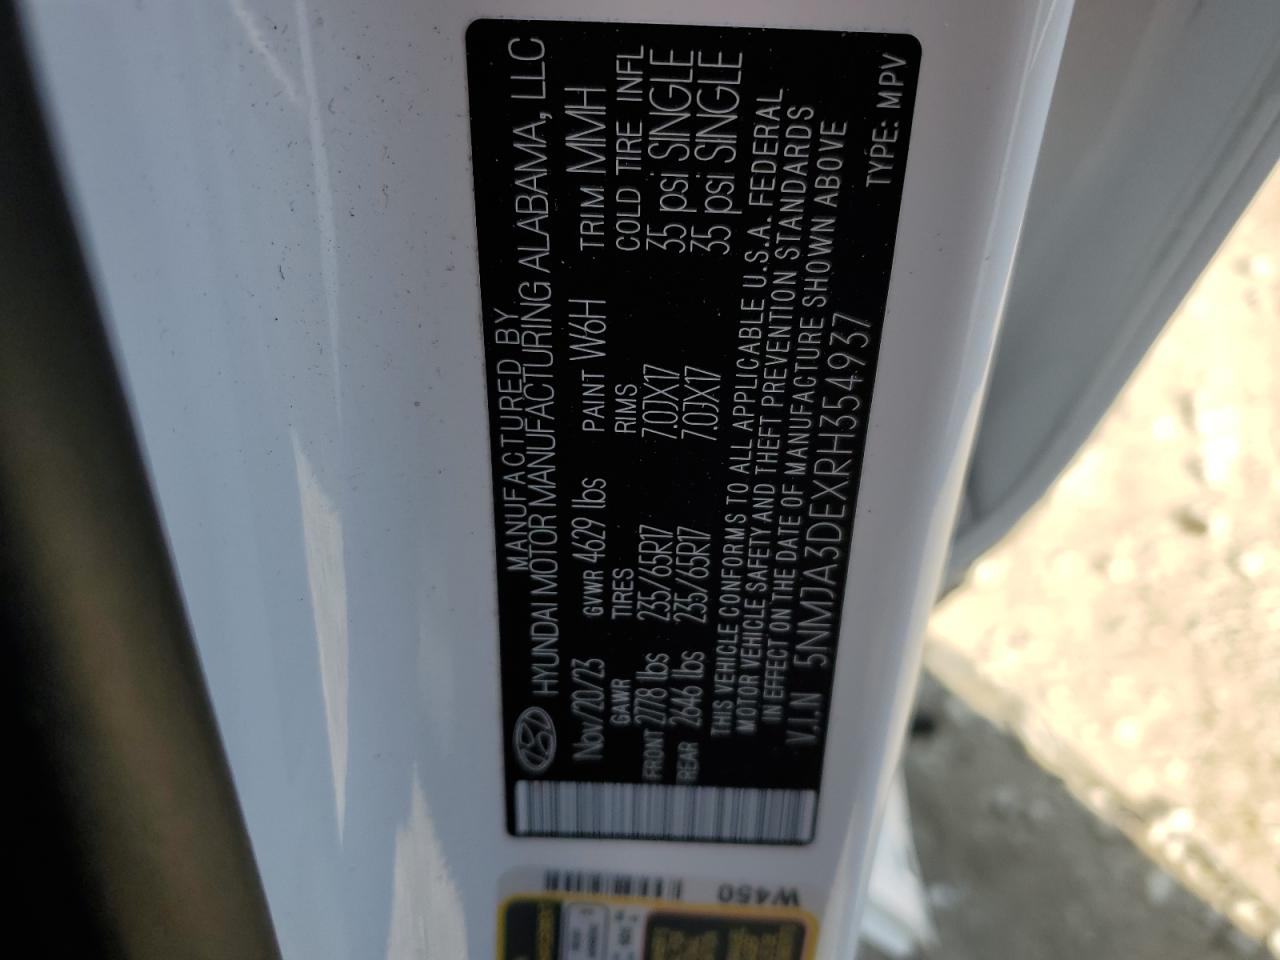 MANUFACTURED BY
HYUNDAI MOTOR MANUFACTURING ALABAMA, LLC
Nov/20/23 GVWR 4629 lbs PAINT W6H TRIM MMH
GAWR TIRES RIMS COLD TIRE INFL
FRONT 2778 lbs 235/65R17 7.0JX17 35 psi SINGLE
REAR 2646 lbs 235/65R17 7.0JX17 35 psi SINGLE
THIS VEHICLE CONFORMS TO ALL APPLICABLE U.S.A. FEDERAL
MOTOR VEHICLE SAFETY AND THEFT PREVENTION STANDARDS
IN EFFECT ON THE DATE OF MANUFACTURE SHOWN ABOVE
V.I.N 5NMJA3DEXRH354937
TYPE: MPV
W450